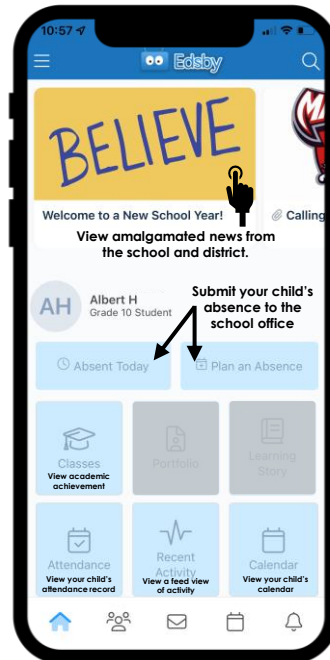 10:57
Edsby
BELIEVE
Welcome to a New School Year!
Calling
View amalgamated news from
the school and district.
AH
Albert H
Grade 10 Student
Submit your child's
absence to the
school office
Absent Today
Plan an Absence
Classes
View academic
achievement
Portfolio
Learning
Story
Attendance
View your child's
attendance record
Recent
Activity
View a feed view
of activity
Calendar
View your child's
calendar